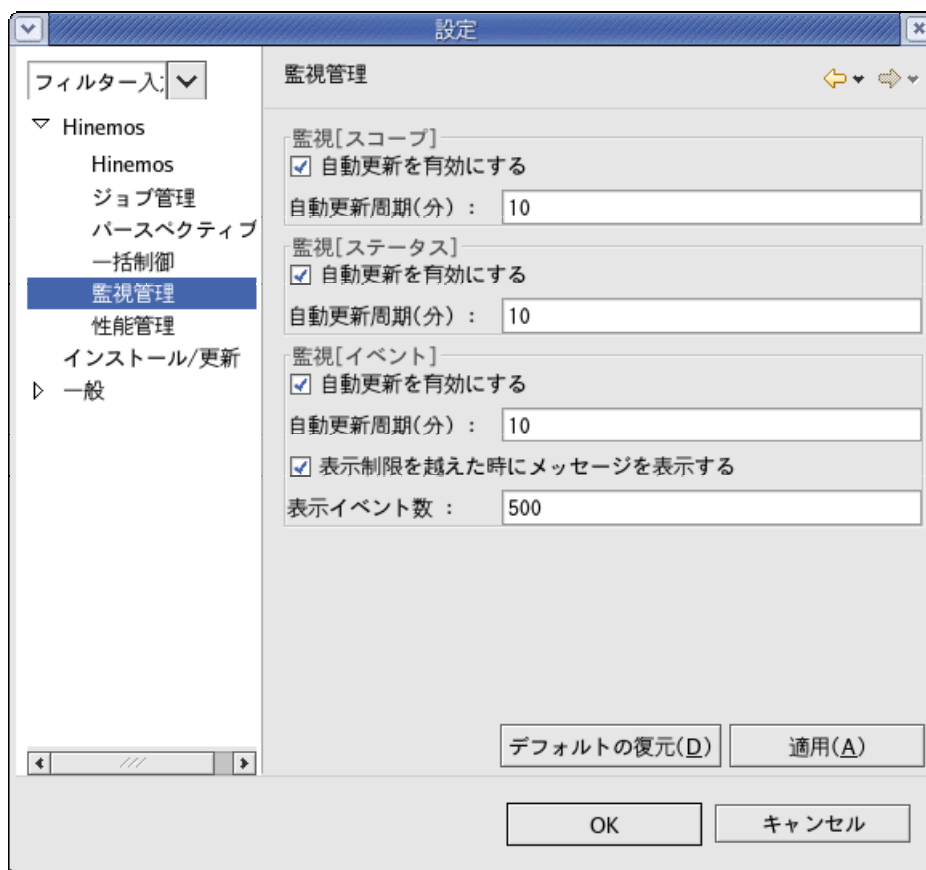 設定
フィルター入
Hinemos
Hinemos
ジョブ管理
パースペクティブ
一括制御
監視管理
性能管理
インストール/更新
一般
監視管理
監視[スコープ]
自動更新を有効にする
自動更新周期(分) : 10
監視[ステータス]
自動更新を有効にする
自動更新周期(分) : 10
監視[イベント]
自動更新を有効にする
自動更新周期(分) : 10
表示制限を越えた時にメッセージを表示する
表示イベント数 : 500
デフォルトの復元(D) 適用(A)
OK キャンセル